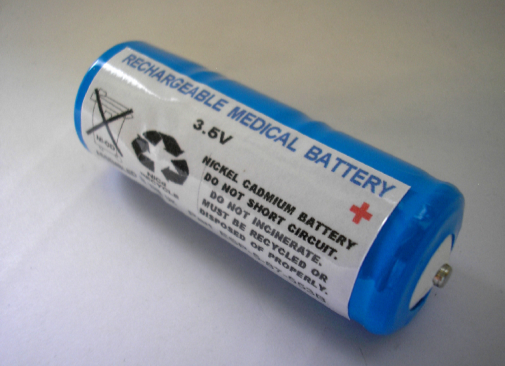 RECHARGEABLE MEDICAL BATTERY
3.5V
NICKEL CADMIUM BATTERY
DO NOT SHORT CIRCUIT.
DO NOT INCINERATE.
MUST BE RECYCLED OR
DISPOSED OF PROPERLY.